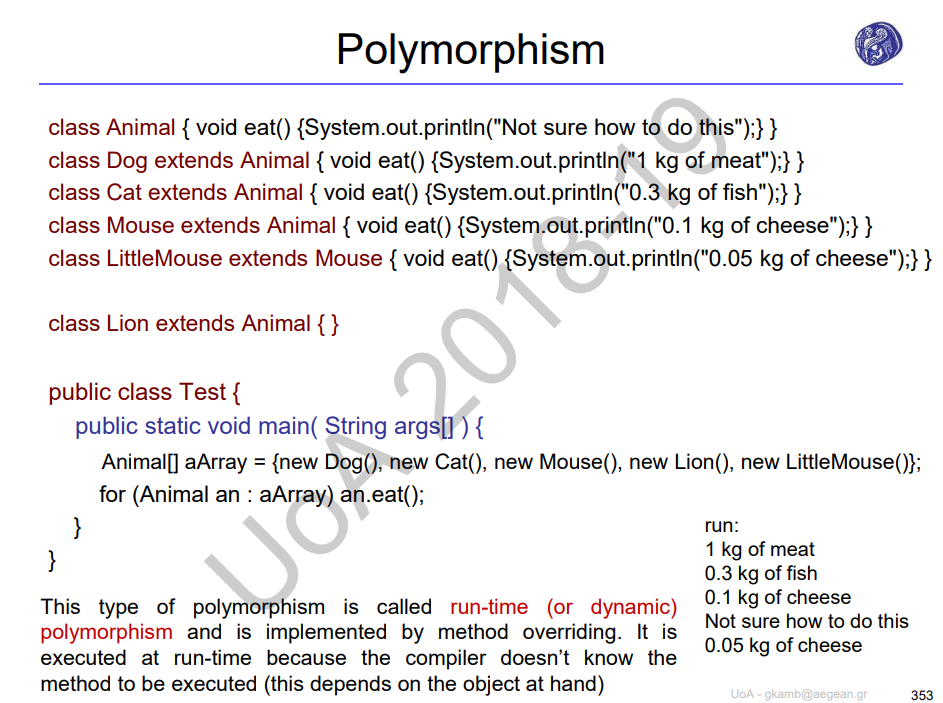 Polymorphism
class Animal { void eat() {System.out.println("Not sure how to do this");} }
class Dog extends Animal { void eat() {System.out.println("1 kg of meat");} }
class Cat extends Animal { void eat() {System.out.println("0.3 kg of fish");} }
class Mouse extends Animal { void eat() {System.out.println("0.1 kg of cheese");} }
class LittleMouse extends Mouse { void eat() {System.out.println("0.05 kg of cheese");} }
class Lion extends Animal { }
public class Test {
public static void main( String args[] ) {
Animal[] aArray = {new Dog(), new Cat(), new Mouse(), new Lion(), new LittleMouse()};
for (Animal an : aArray) an.eat();
}
}
run:
1 kg of meat
0.3 kg of fish
0.1 kg of cheese
Not sure how to do this
0.05 kg of cheese
This type of polymorphism is called run-time (or dynamic)
polymorphism and is implemented by method overriding. It is
executed at run-time because the compiler doesn't know the
method to be executed (this depends on the object at hand)
UoA 2018-19
UoA - gkamb@aegean.gr
353